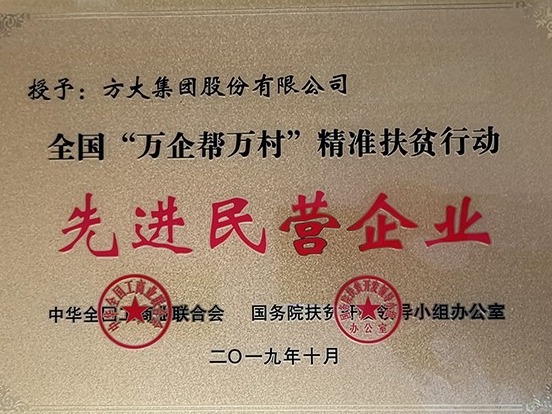 授予：方大集团股份有限公司
全国“万企帮万村”精准扶贫行动
先进民营企业
中华全国工商业联合会 国务院扶贫开发领导小组办公室
二〇一九年十月